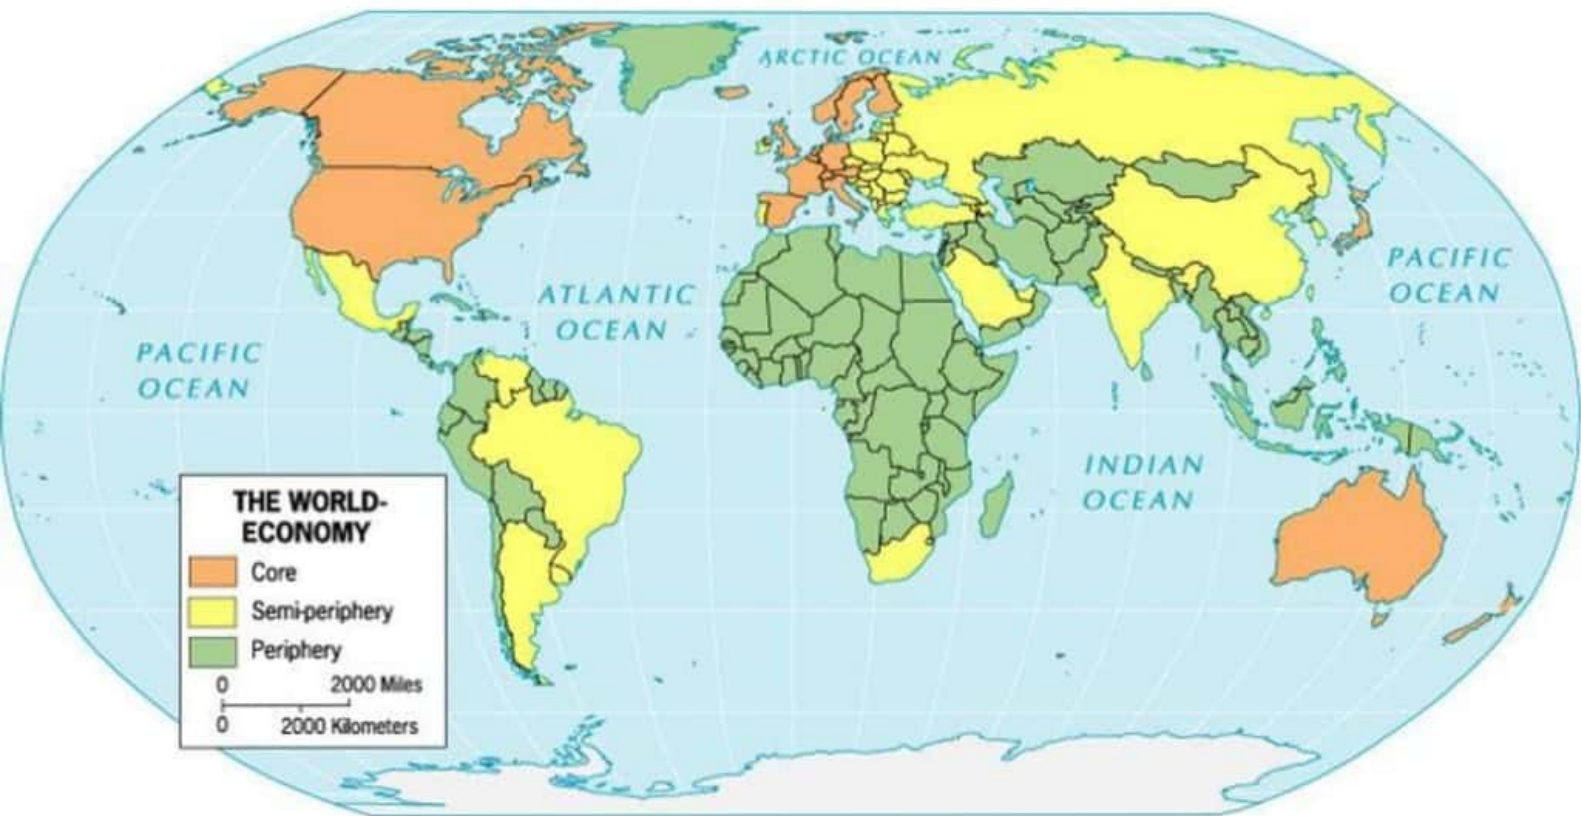 ARCTIC OCEAN
ATLANTIC
OCEAN
PACIFIC
OCEAN
PACIFIC
OCEAN
INDIAN
OCEAN
THE WORLD-
ECONOMY
Core
Semi-periphery
Periphery
0 2000 Miles
0 2000 Kilometers